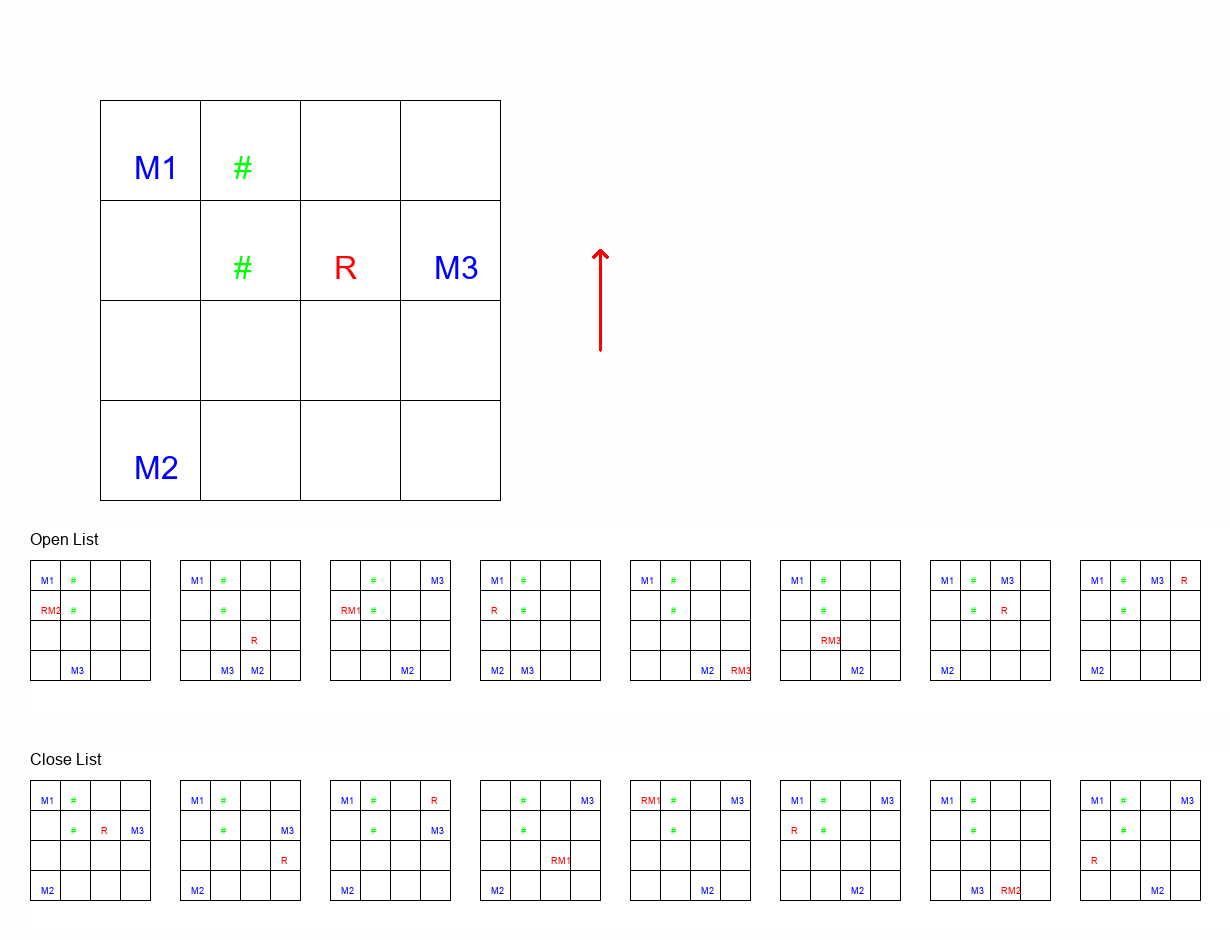 M1 #
# R M3
M2
Open List
M1 # M1 # # M3 M1 # M1 # M1 # M1 # M3 M1 # M3 R
RM2 # # RM1 # R # # # # R #
R RM3
M3 M3 M2 M2 M2 M3 M2 RM3 M2 M2 M2
Close List
M1 # M1 # M1 # R # M3 RM1 # M3 M1 # M3 M1 # M1 # M3
# R M3 # M3 # M3 # # R # # #
R RM1 R
M2 M2 M2 M2 M2 M2 M3 RM2 M2